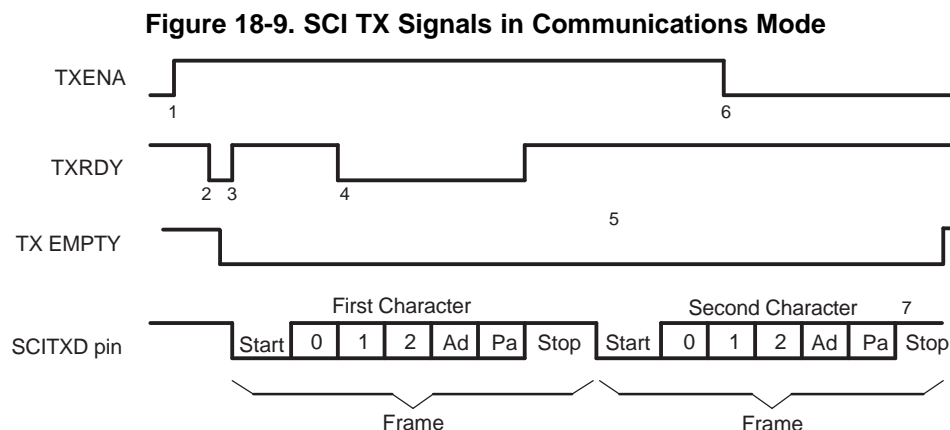 Figure 18-9. SCI TX Signals in Communications Mode
TXENA
1
6
TXRDY
2
3
4
5
TX EMPTY
First Character
Second Character
7
SCITXD pin
Start 0 1 2 Ad Pa Stop Start 0 1 2 Ad Pa Stop
Frame
Frame